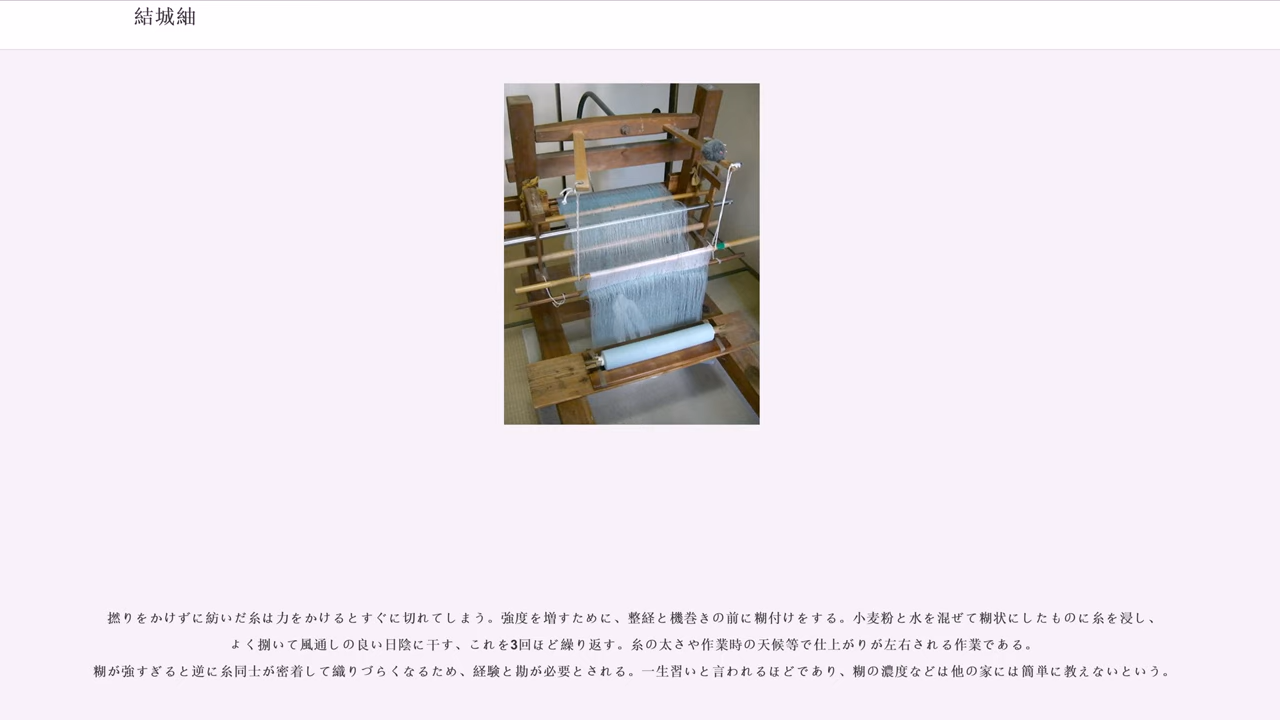 結城紬
撚りをかけずに紡いだ糸は力をかけるとすぐに切れてしまう。強度を増すために、整経と機巻きの前に糊付けをする。小麦粉と水を混ぜて糊状にしたものに糸を浸し、
よく捌いて風通しの良い日陰に干す、これを3回ほど繰り返す。糸の太さや作業時の天候等で仕上がりが左右される作業である。
糊が強すぎると逆に糸同士が密着して織りづらくなるため、経験と勘が必要とされる。一生習いと言われるほどであり、糊の濃度などは他の家には簡単に教えないという。